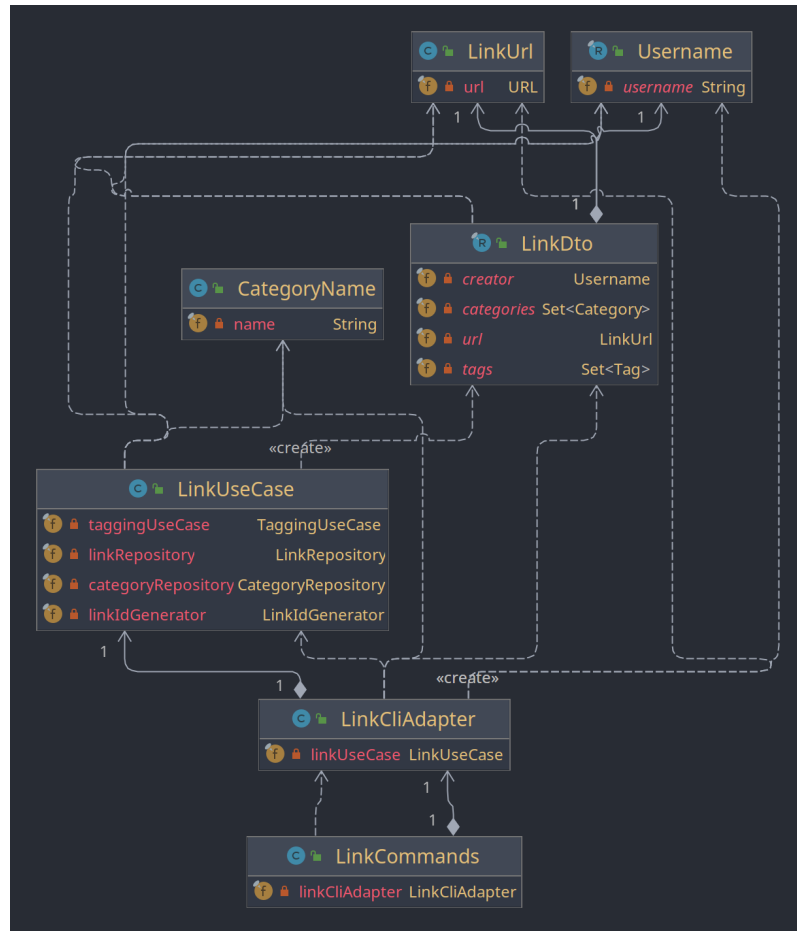 C LinkUrl
f url URL
R Username
f username String
1
1
1
R LinkDto
f creator Username
f categories Set<Category>
f url LinkUrl
f tags Set<Tag>
C CategoryName
f name String
«create»
C LinkUseCase
f taggingUseCase TaggingUseCase
f linkRepository LinkRepository
f categoryRepository CategoryRepository
f linkIdGenerator LinkIdGenerator
1
1
«create»
C LinkCliAdapter
f linkUseCase LinkUseCase
1
1
C LinkCommands
f linkCliAdapter LinkCliAdapter